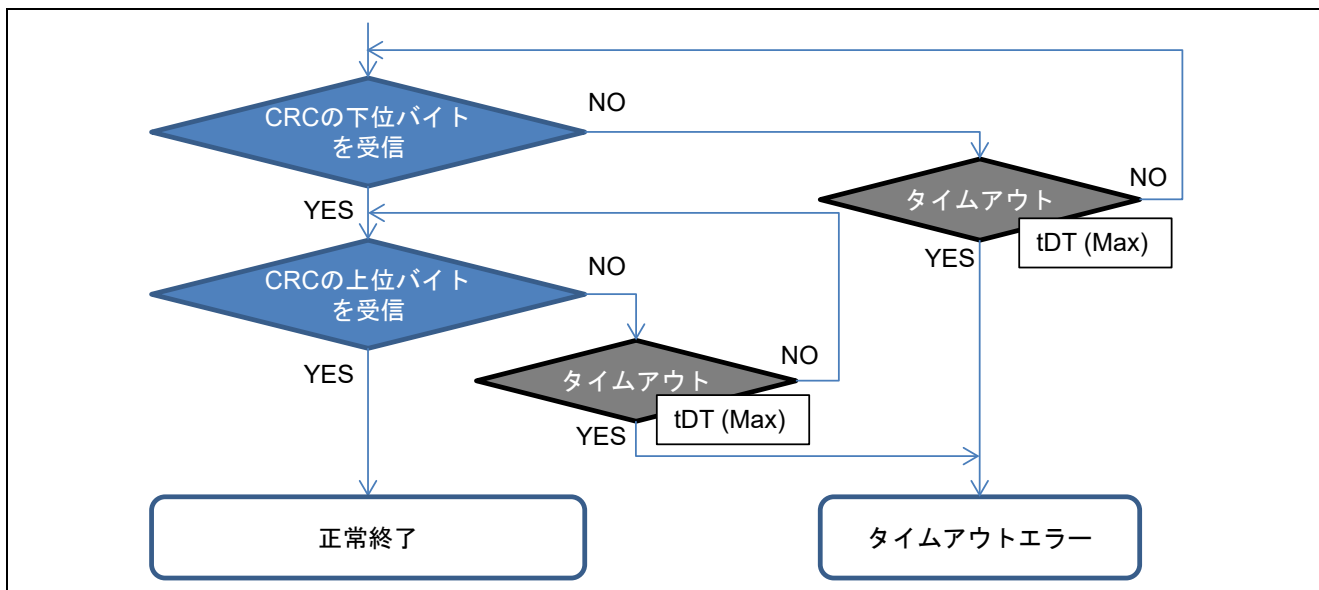 CRCの下位バイト
を受信
NO
タイムアウト
NO
tDT (Max)
YES
YES
CRCの上位バイト
を受信
NO
タイムアウト
NO
tDT (Max)
YES
YES
正常終了
タイムアウトエラー